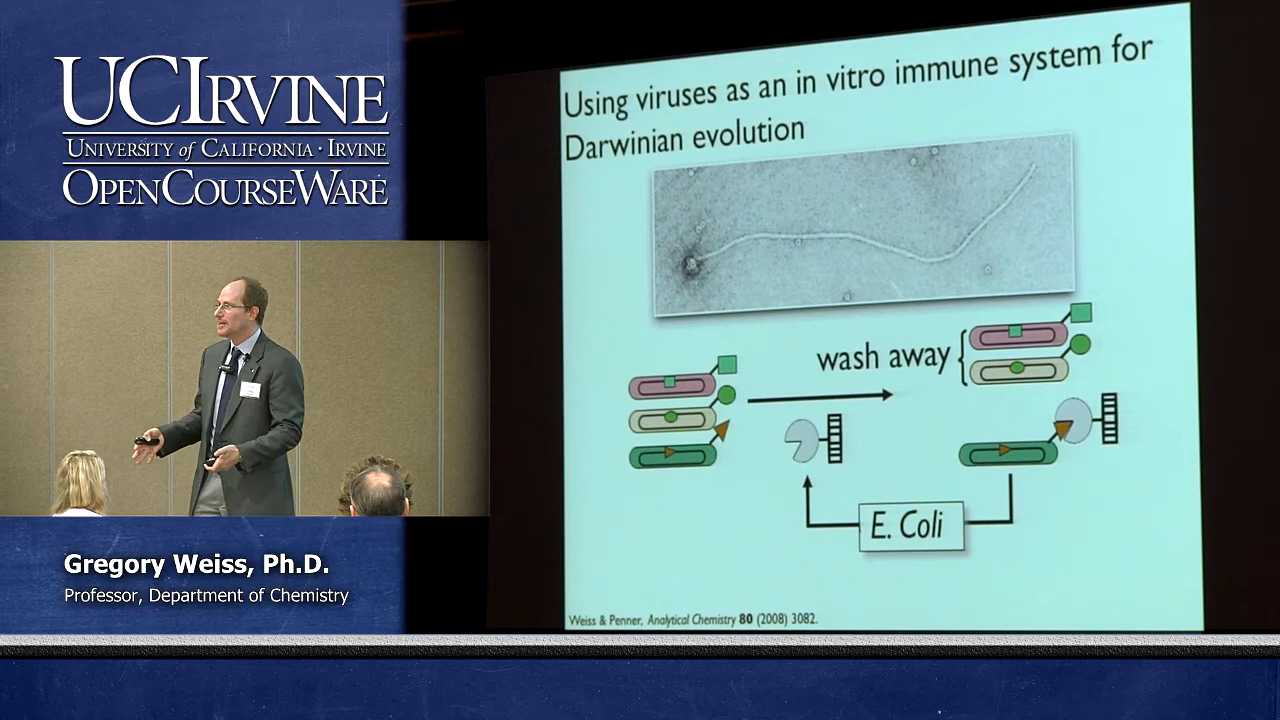 UCIRVINE
UNIVERSITY of CALIFORNIA · IRVINE
OPENCOURSEWARE
Gregory Weiss, Ph.D.
Professor, Department of Chemistry
Using viruses as an in vitro immune system for
Darwinian evolution
wash away
E. Coli
Weiss & Penner, Analytical Chemistry 80 (2008) 3082.